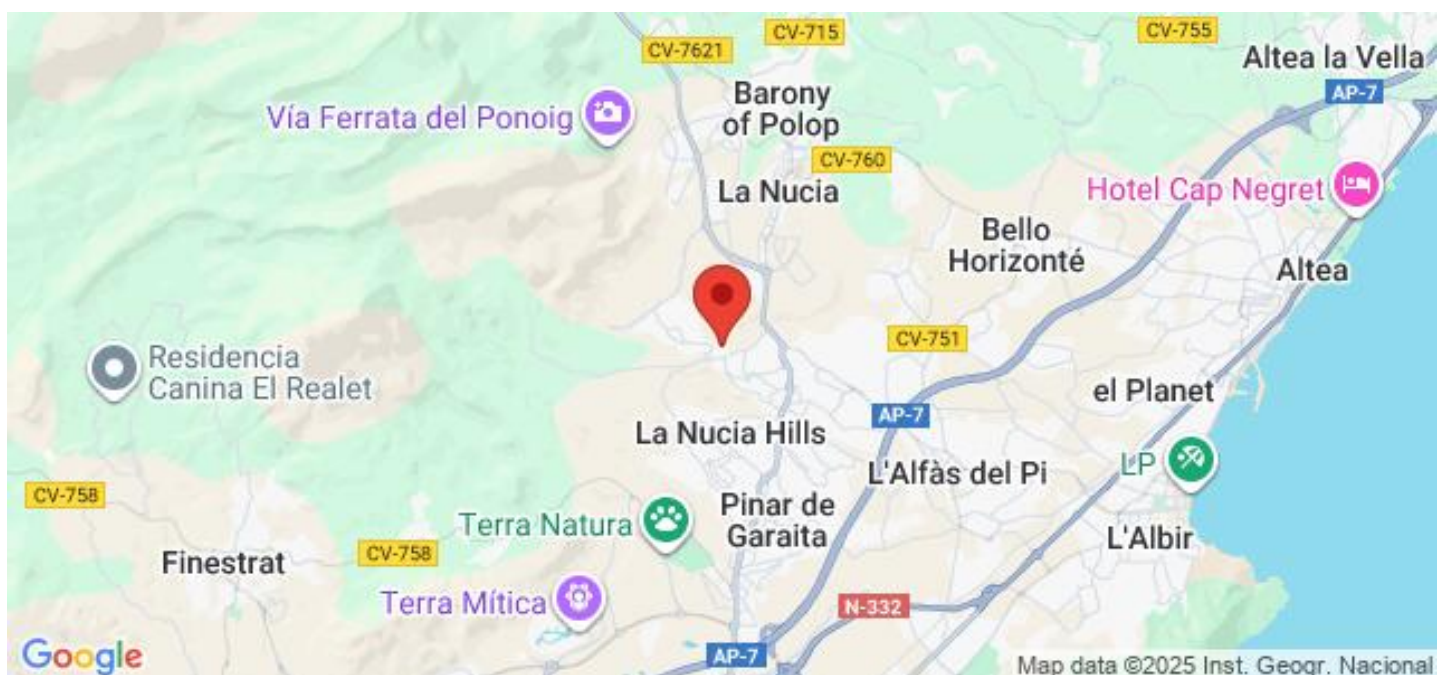 CV-715
CV-755
CV-7621
Altea la Vella
AP-7
Barony
of Polop
Vía Ferrata del Ponoig
CV-760
La Nucia
Hotel Cap Negret
Bello
Horizonté
Altea
CV-751
Residencia
Canina El Realet
el Planet
AP-7
La Nucia Hills
L'Alfàs del Pi
LP
CV-758
Pinar de
Garaita
Terra Natura
L'Albir
CV-758
Finestrat
Terra Mítica
N-332
Google
AP-7
Map data ©2025 Inst. Geogr. Nacional